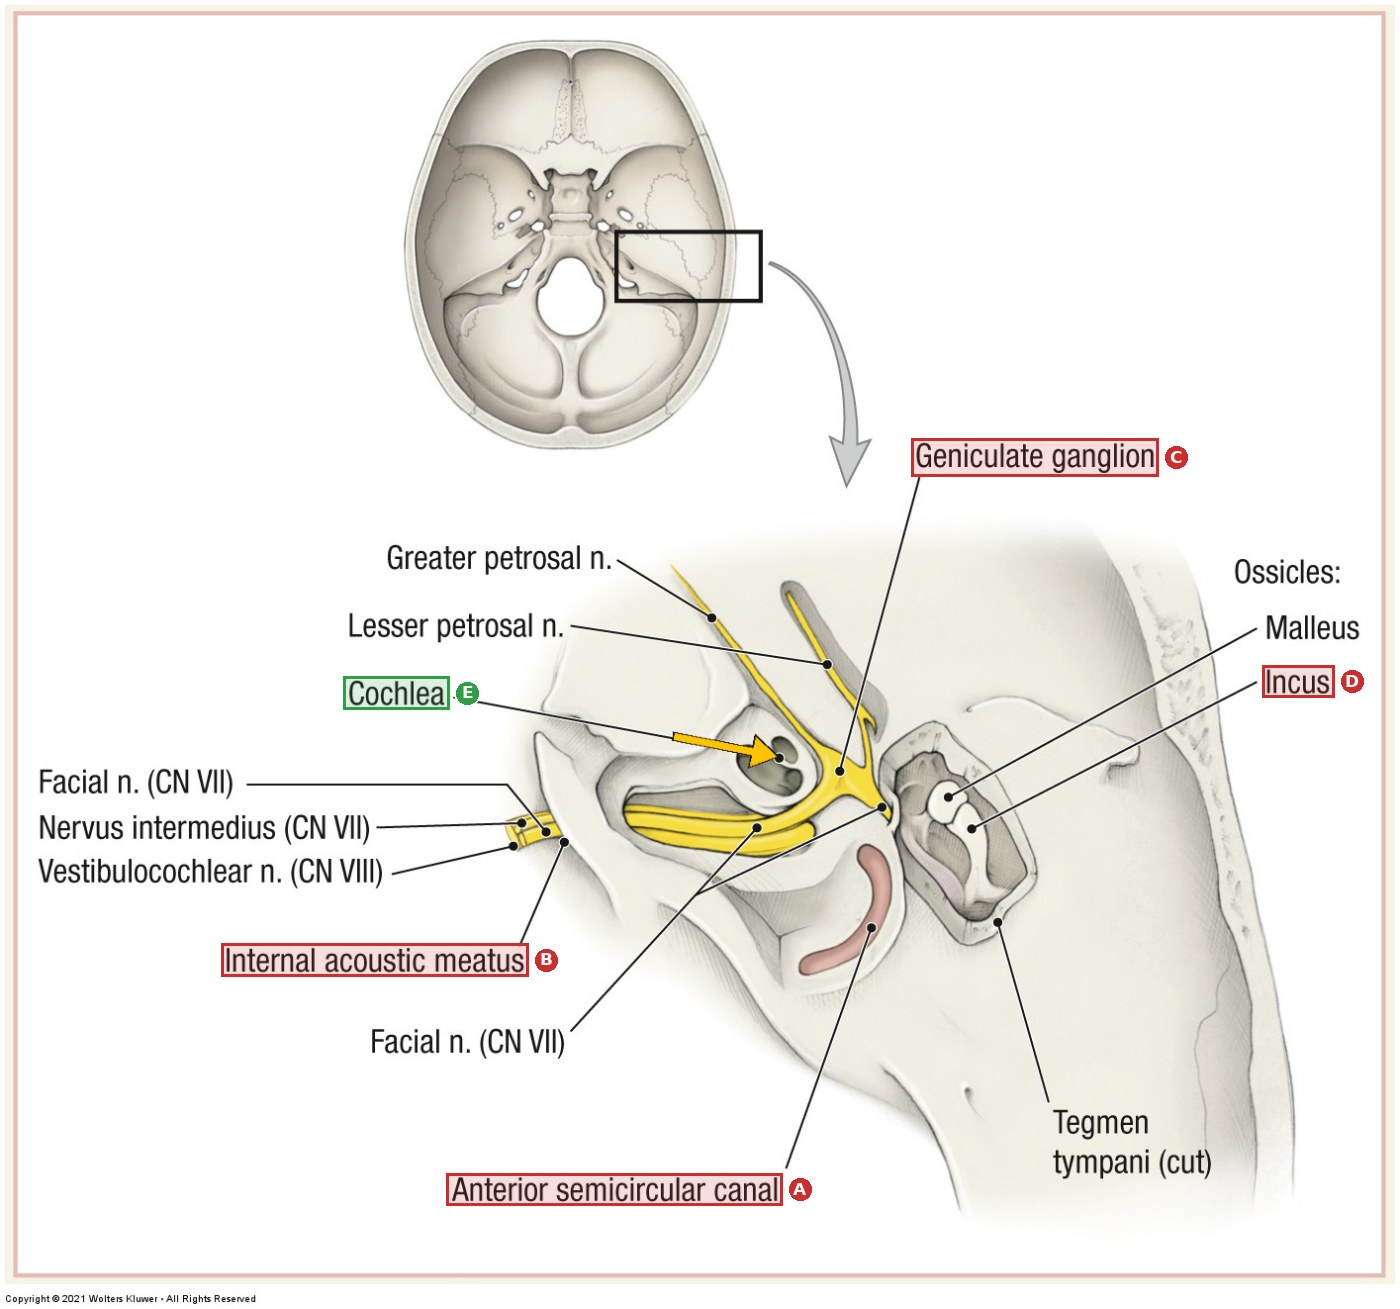 Geniculate ganglion C
Greater petrosal n.
Ossicles:
Lesser petrosal n.
Malleus
Cochlea E
Incus D
Facial n. (CN VII)
Nervus intermedius (CN VII)
Vestibulocochlear n. (CN VIII)
Internal acoustic meatus B
Facial n. (CN VII)
Tegmen
tympani (cut)
Anterior semicircular canal A
Copyright © 2021 Wolters Kluwer • All Rights Reserved